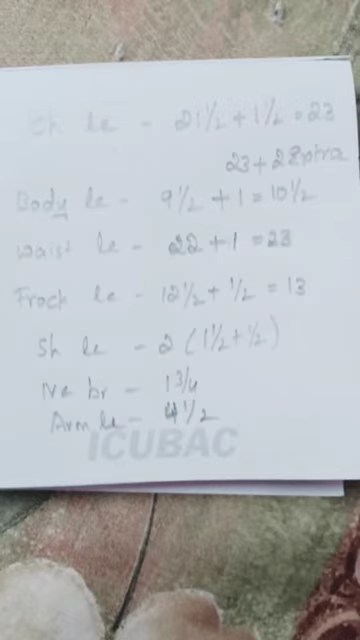 Ch le - 21½ + 1½ = 23
23 + 2 Extra
Body le - 9½ + 1 = 10½
Waist le - 22 + 1 = 23
Frock le - 12½ + ½ = 13
Sh le - 2 (1½ + ½)
Ne br - 1¾
Arm le - 4½
ICUBAC